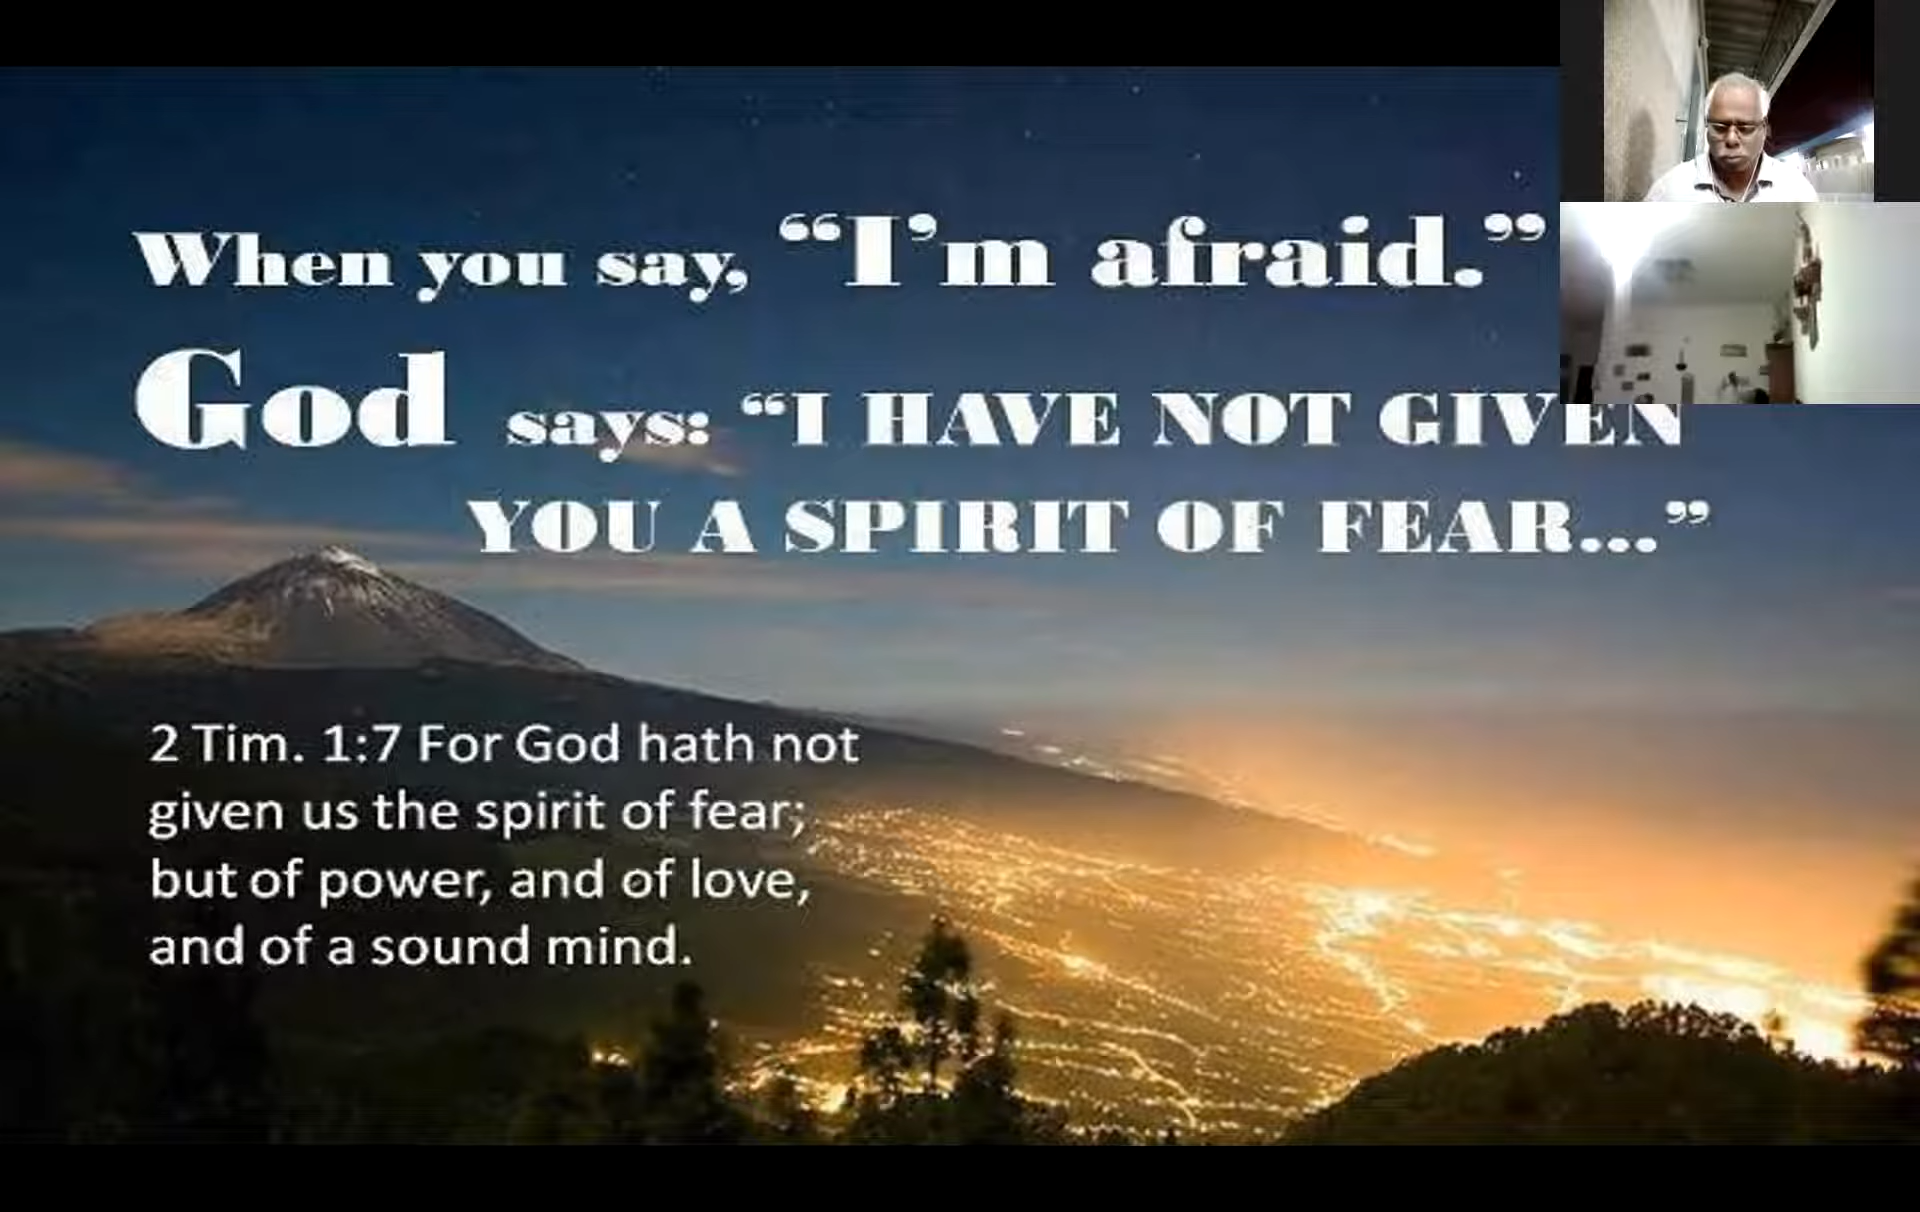 When you say, “I’m afraid.”
God says: “I HAVE NOT GIVEN
YOU A SPIRIT OF FEAR...”
2 Tim. 1:7 For God hath not
given us the spirit of fear;
but of power, and of love,
and of a sound mind.